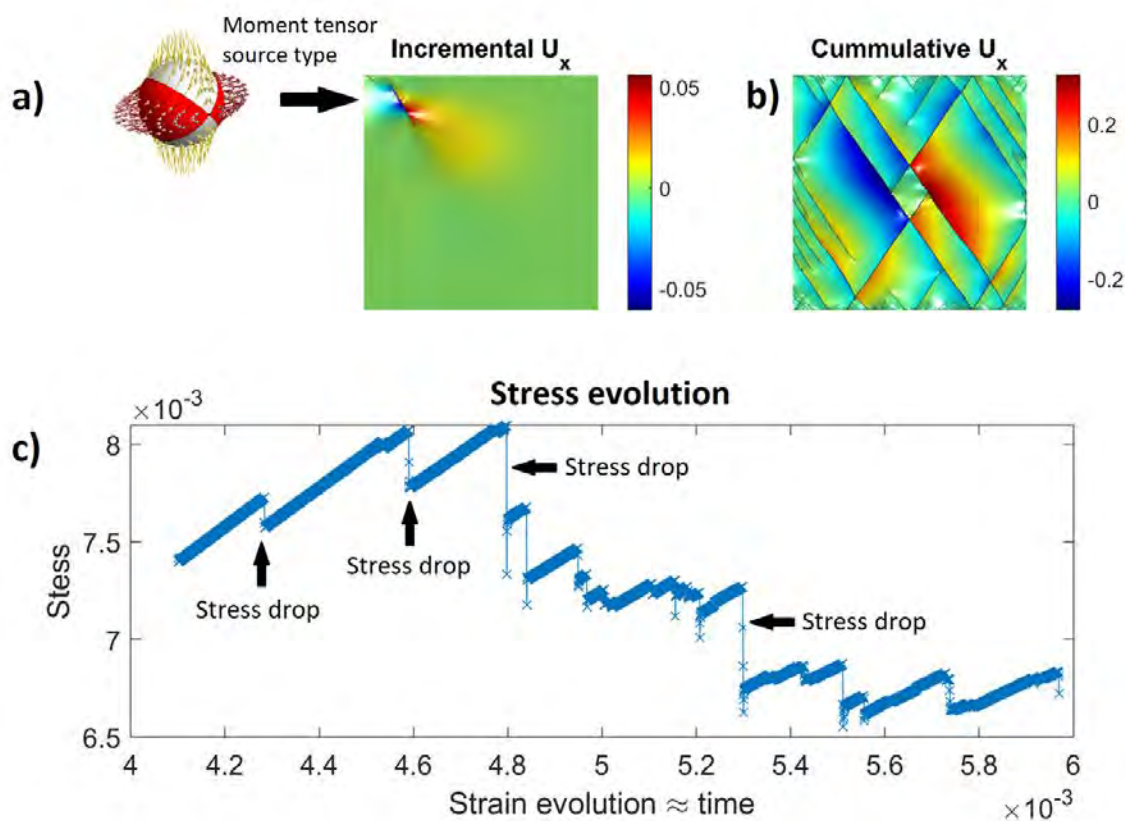 Moment tensor
source type
a)
Incremental U_x
0.05
0
-0.05
b)
Cummulative U_x
0.2
0
-0.2
Stress evolution
×10⁻³
c)
8
7.5
7
6.5
Stess
Stress drop
Stress drop
Stress drop
Stress drop
4
4.2
4.4
4.6
4.8
5
5.2
5.4
5.6
5.8
6
Strain evolution ≈ time
×10⁻³